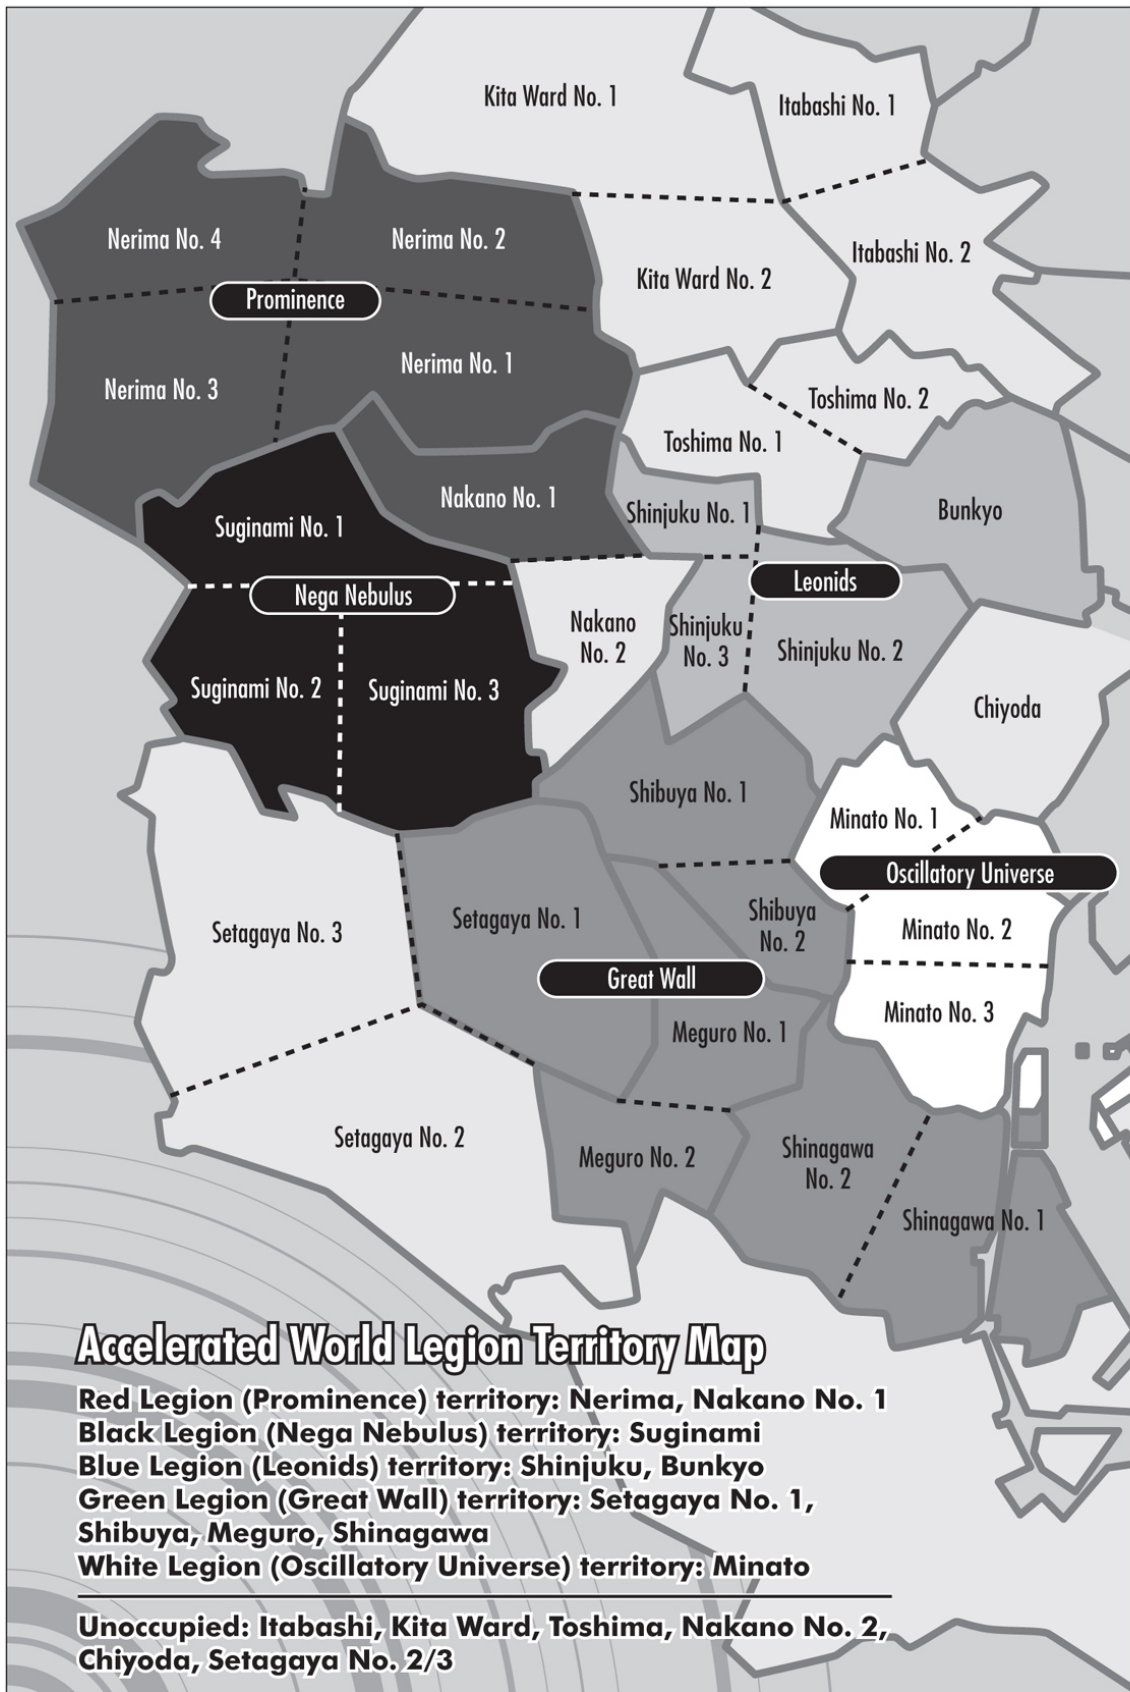 Kita Ward No. 1
Itabashi No. 1
Nerima No. 4
Nerima No. 2
Itabashi No. 2
Kita Ward No. 2
Prominence
Nerima No. 1
Nerima No. 3
Toshima No. 2
Toshima No. 1
Nakano No. 1
Shinjuku No. 1
Bunkyo
Suginami No. 1
Leonids
Nega Nebulus
Nakano
No. 2
Shinjuku
No. 3
Shinjuku No. 2
Suginami No. 2
Suginami No. 3
Chiyoda
Shibuya No. 1
Minato No. 1
Oscillatory Universe
Setagaya No. 3
Setagaya No. 1
Shibuya
No. 2
Minato No. 2
Great Wall
Minato No. 3
Meguro No. 1
Setagaya No. 2
Meguro No. 2
Shinagawa
No. 2
Shinagawa No. 1
Accelerated World Legion Territory Map
Red Legion (Prominence) territory: Nerima, Nakano No. 1
Black Legion (Nega Nebulus) territory: Suginami
Blue Legion (Leonids) territory: Shinjuku, Bunkyo
Green Legion (Great Wall) territory: Setagaya No. 1,
Shibuya, Meguro, Shinagawa
White Legion (Oscillatory Universe) territory: Minato
Unoccupied: Itabashi, Kita Ward, Toshima, Nakano No. 2,
Chiyoda, Setagaya No. 2/3